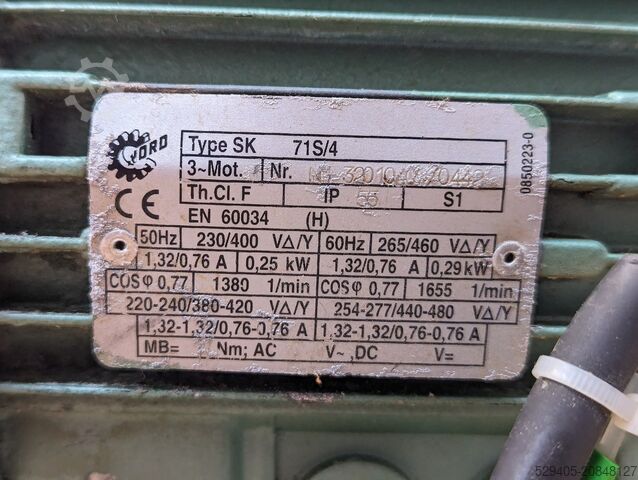 NORD
Type SK 71S/4
3~Mot. Nr.
Th.Cl. F IP 55 S1
EN 60034 (H)
50Hz 230/400 VΔ/Y 60Hz 265/460 VΔ/Y
1,32/0,76 A 0,25 kW 1,32/0,76 A 0,29 kW
COS φ 0,77 1380 1/min COS φ 0,77 1655 1/min
220-240/380-420 VΔ/Y 254-277/440-480 VΔ/Y
1,32-1,32/0,76-0,76 A 1,32-1,32/0,76-0,76 A
MB= Nm; AC V~,DC V=
0850223-0
529405-20848127